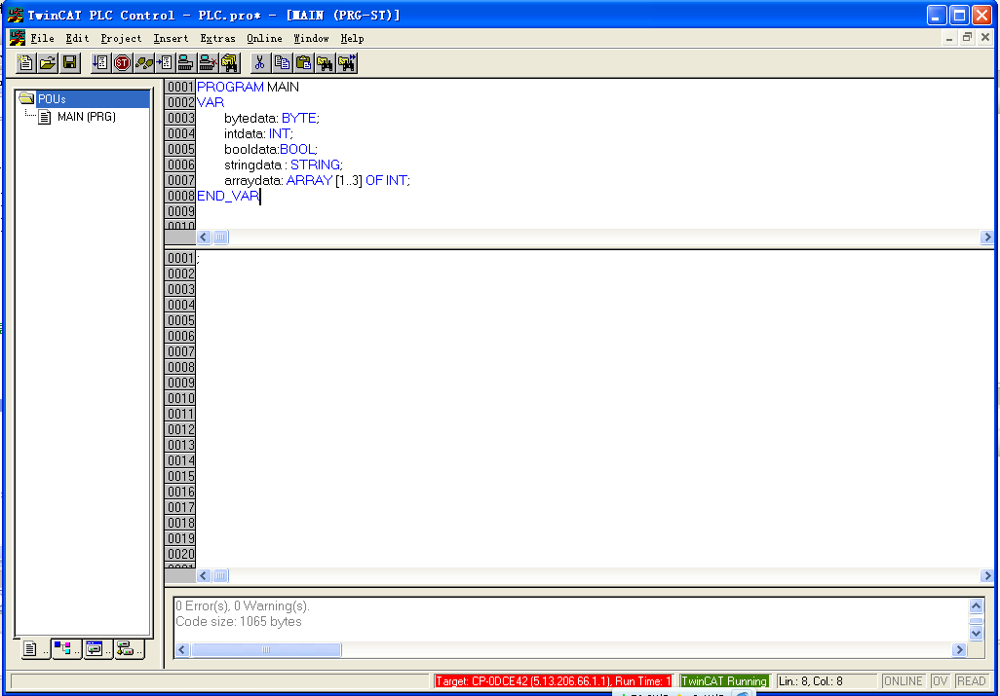 TwinCAT PLC Control - PLC.pro* - [MAIN (PRG-ST)]
File Edit Project Insert Extras Online Window Help
POUs
MAIN (PRG)
0001 PROGRAM MAIN
0002 VAR
0003 bytedata: BYTE;
0004 intdata: INT;
0005 booldata:BOOL;
0006 stringdata : STRING;
0007 arraydata: ARRAY [1..3] OF INT;
0008 END_VAR
0009
0010
0001 ;
0002
0003
0004
0005
0006
0007
0008
0009
0010
0011
0012
0013
0014
0015
0016
0017
0018
0019
0020
0 Error(s), 0 Warning(s).
Code size: 1065 bytes
Target: CP-0DCE42 (5.13.206.66.1.1), Run Time: 1 TwinCAT Running Lin.: 8, Col.: 8 ONLINE OV READ